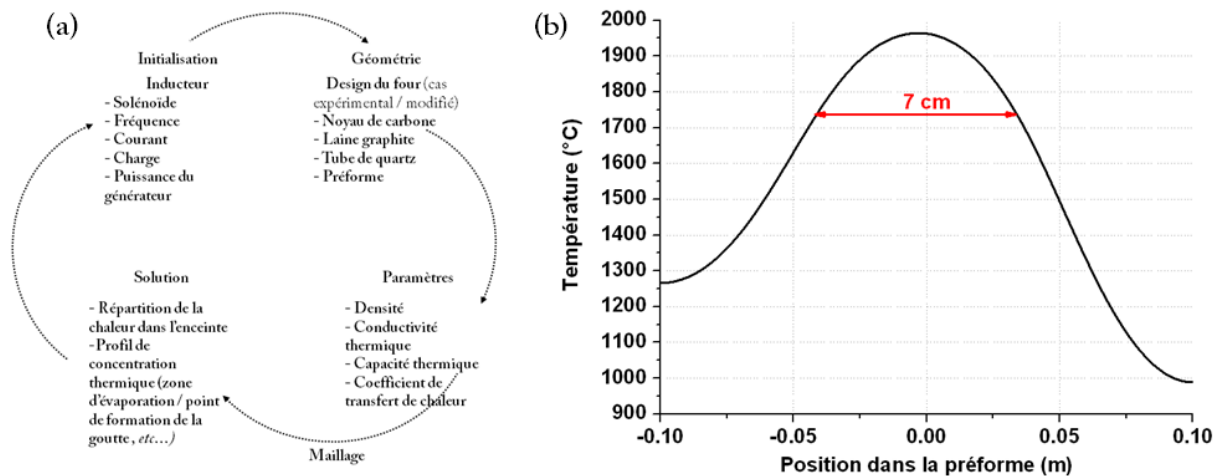 (a)
Initialisation
Inducteur
- Solénoïde
- Fréquence
- Courant
- Charge
- Puissance du
générateur
Géométrie
Design du four (cas
expérimental / modifié)
- Noyau de carbone
- Laine graphite
- Tube de quartz
- Préforme
Solution
- Répartition de la
chaleur dans l'enceinte
-Profil de
concentration
thermique (zone
d'évaporation / point
de formation de la
goutte, etc...)
Paramètres
- Densité
- Conductivité
thermique
- Capacité thermique
- Coefficient de
transfert de chaleur
Maillage
(b)
Température (°C)
2000
1900
1800
1700
1600
1500
1400
1300
1200
1100
1000
900
7 cm
-0.10
-0.05
0.00
0.05
0.10
Position dans la préforme (m)